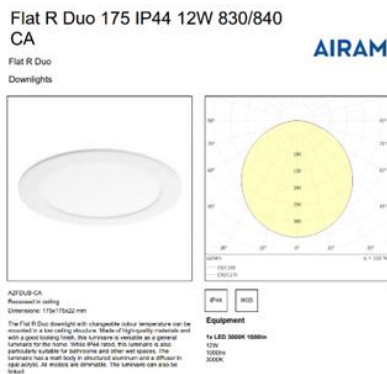 Flat R Duo 175 IP44 12W 830/840
CA
AIRAM
Flat R Duo
Downlights
A2FDUB-CA
Recessed in ceiling
Dimensions: 175x175x22 mm
The Flat R Duo downlight with changeable colour temperature can be
mounted in a low ceiling structure. Made of high-quality materials and
with a good looking finish, this luminaire is versatile as a general
luminaire for the home. While IP44 rated, this luminaire is also
particularly suitable for bathrooms and other wet spaces. The
luminaire has a matt body in structured aluminum and a diffuser in
opal acrylic. All models are dimmable. The luminaire can also be
linked.
IP44
Equipment
1x LED 3000K 1000lm
12W
1000lm
3000K